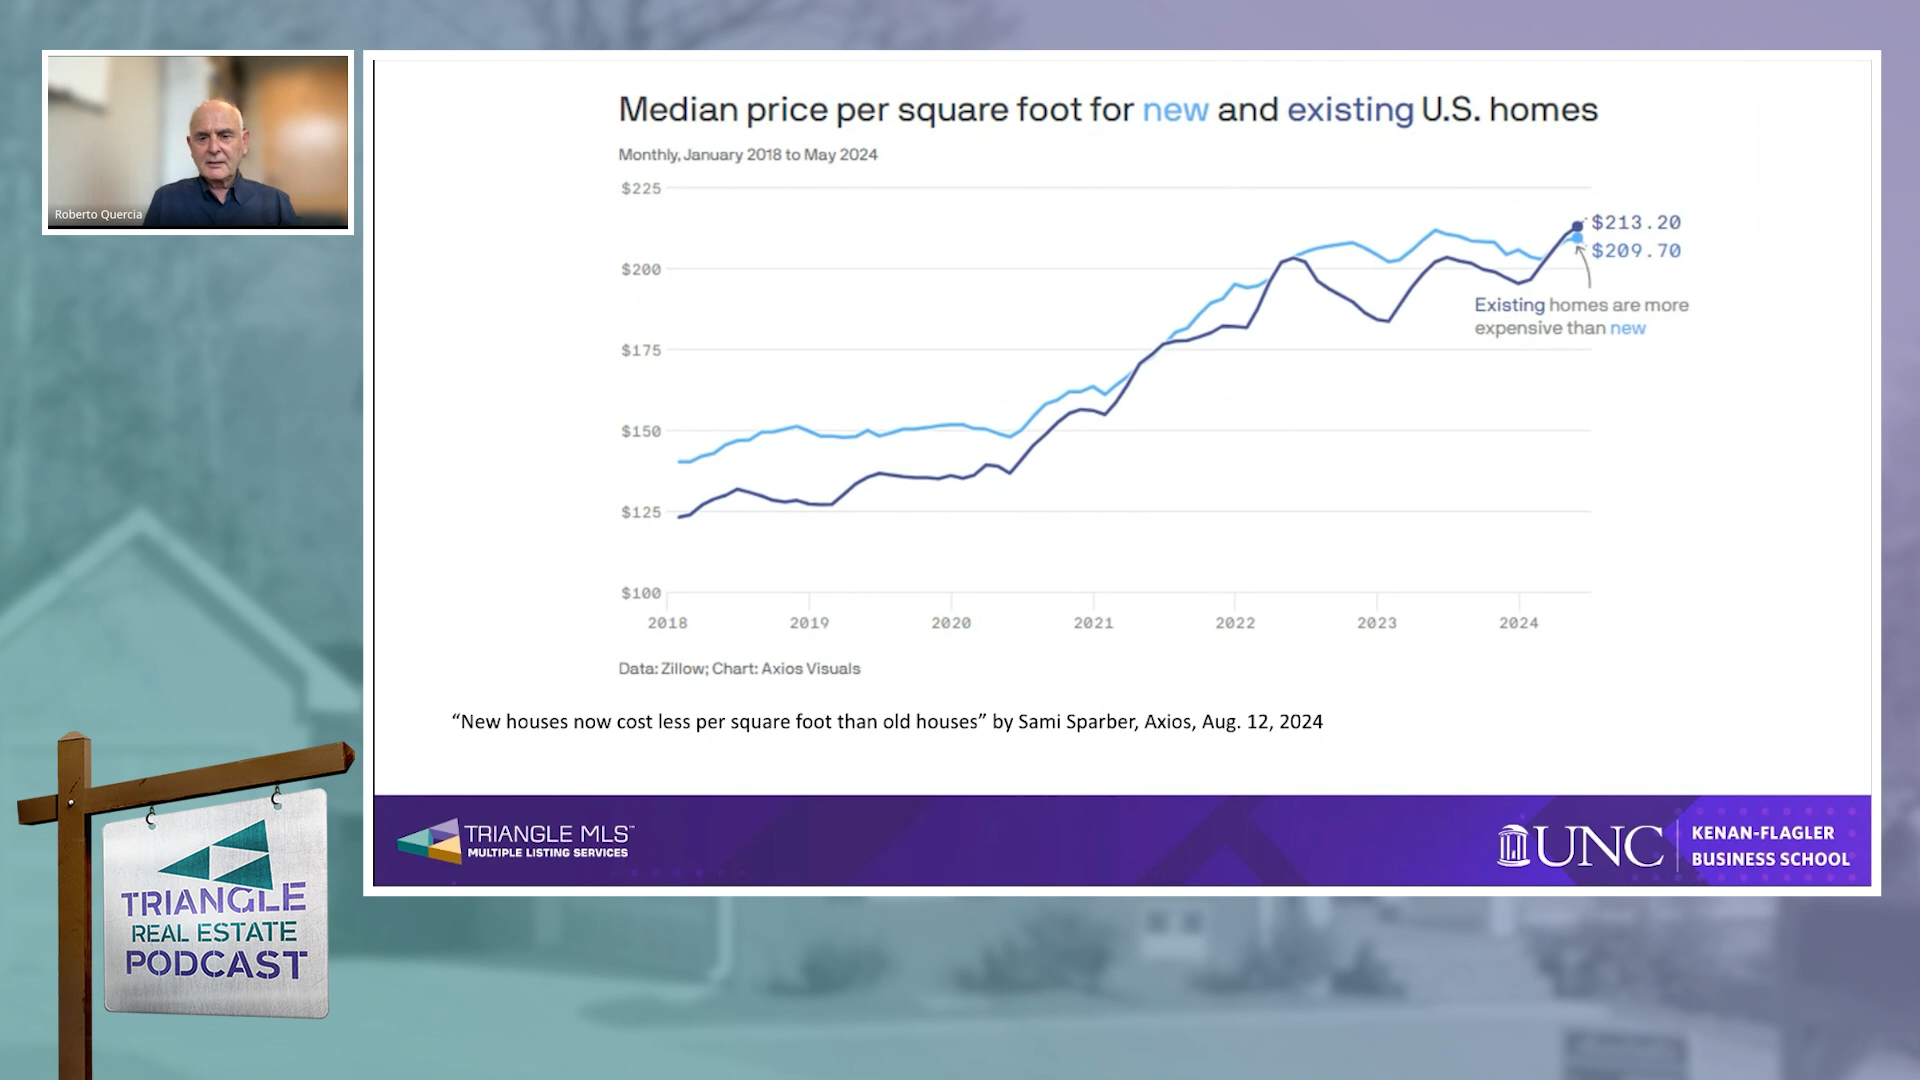 Roberto Quercia
Median price per square foot for new and existing U.S. homes
Monthly, January 2018 to May 2024
$225
$200
$175
$150
$125
$100
$213.20
$209.70
Existing homes are more
expensive than new
2018 2019 2020 2021 2022 2023 2024
Data: Zillow; Chart: Axios Visuals
“New houses now cost less per square foot than old houses” by Sami Sparber, Axios, Aug. 12, 2024
TRIANGLE MLS™
MULTIPLE LISTING SERVICES
UNC
KENAN-FLAGLER
BUSINESS SCHOOL
TRIANGLE
REAL ESTATE
PODCAST